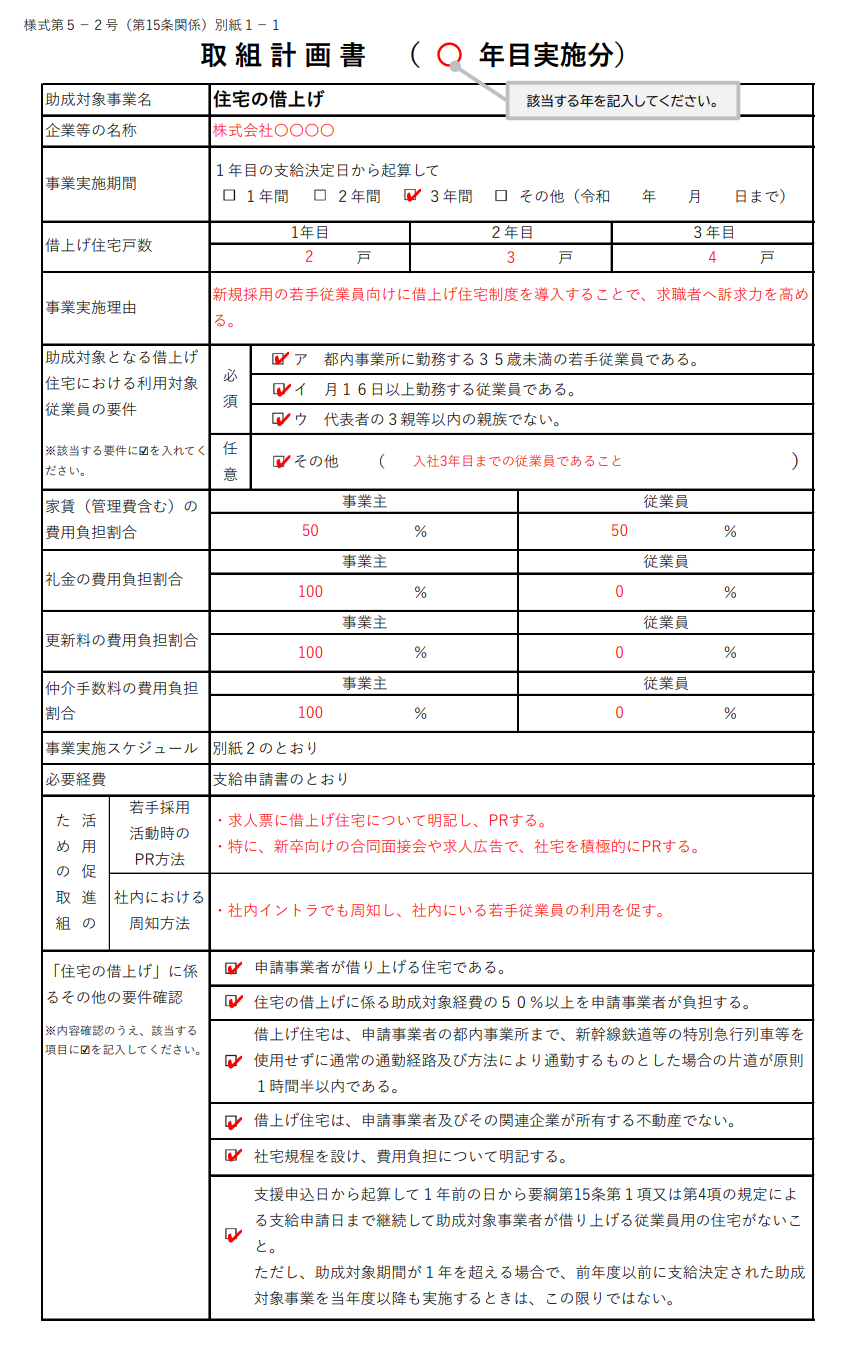 様式第５－２号（第15条関係）別紙１－１
取 組 計 画 書 （ 〇 年目実施分）
該当する年を記入してください。
助成対象事業名 住宅の借上げ
企業等の名称 株式会社〇〇〇〇
事業実施期間
１年目の支給決定日から起算して
☐ １年間 ☐ ２年間 ☑ ３年間 ☐ その他（令和 年 月 日まで）
借上げ住宅戸数
1年目 ２年目 ３年目
2 戸 3 戸 4 戸
事業実施理由
新規採用の若手従業員向けに借上げ住宅制度を導入することで、求職者へ訴求力を高め
る。
助成対象となる借上げ
住宅における利用対象
従業員の要件
※該当する要件に☑を入れてく
ださい。
必
須
☑ ア 都内事業所に勤務する３５歳未満の若手従業員である。
☑ イ 月１６日以上勤務する従業員である。
☑ ウ 代表者の３親等以内の親族でない。
任
意
☑ その他 （ 入社3年目までの従業員であること ）
家賃（管理費含む）の
費用負担割合
事業主 従業員
50 % 50 %
礼金の費用負担割合
事業主 従業員
100 % 0 %
更新料の費用負担割合
事業主 従業員
100 % 0 %
仲介手数料の費用負担
割合
事業主 従業員
100 % 0 %
事業実施スケジュール 別紙２のとおり
必要経費 支給申請書のとおり
活用促進の
ための取組
若手採用
活動時の
PR方法
・求人票に借上げ住宅について明記し、PRする。
・特に、新卒向けの合同面接会や求人広告で、社宅を積極的にPRする。
社内における
周知方法
・社内イントラでも周知し、社内にいる若手従業員の利用を促す。
「住宅の借上げ」に係
るその他の要件確認
※内容確認のうえ、該当する
項目に☑を記入してください。
☑ 申請事業者が借り上げる住宅である。
☑ 住宅の借上げに係る助成対象経費の５０％以上を申請事業者が負担する。
☑ 借上げ住宅は、申請事業者の都内事業所まで、新幹線鉄道等の特別急行列車等を
使用せずに通常の通勤経路及び方法により通勤するものとした場合の片道が原則
１時間半以内である。
☑ 借上げ住宅は、申請事業者及びその関連企業が所有する不動産でない。
☑ 社宅規程を設け、費用負担について明記する。
☑ 支援申込日から起算して１年前の日から要綱第15条第１項又は第4項の規定によ
る支給申請日まで継続して助成対象事業者が借り上げる従業員用の住宅がないこ
と。
ただし、助成対象期間が１年を超える場合で、前年度以前に支給決定された助成
対象事業を当年度以降も実施するときは、この限りではない。